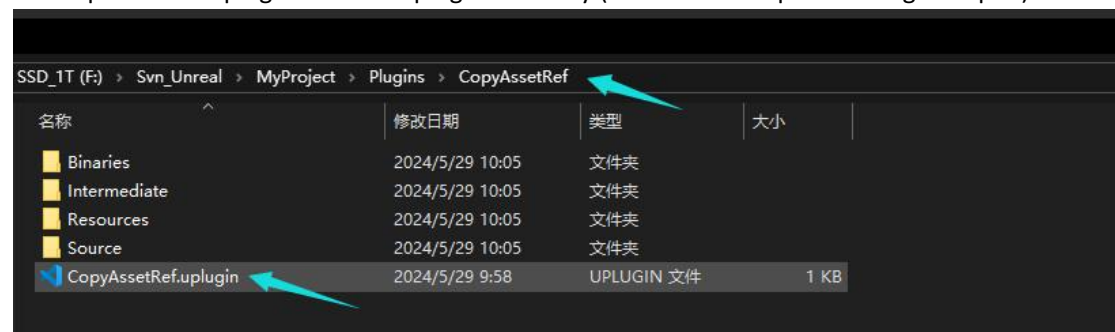 SSD_1T (F:) > Svn_Unreal > MyProject > Plugins > CopyAssetRef
名称 修改日期 类型 大小
Binaries 2024/5/29 10:05 文件夹
Intermediate 2024/5/29 10:05 文件夹
Resources 2024/5/29 10:05 文件夹
Source 2024/5/29 10:05 文件夹
CopyAssetRef.uplugin 2024/5/29 9:58 UPLUGIN 文件 1 KB